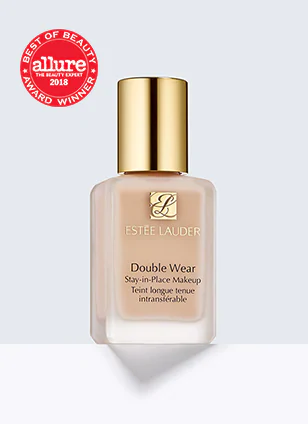 BEST OF BEAUTY
allure
THE BEAUTY EXPERT
2018
AWARD WINNER
EL
ESTÉE LAUDER
Double Wear
Stay-in-Place Makeup
Teint longue tenue
intransférable